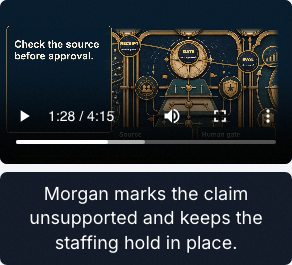 Check the source
before approval.
RECEIPT
GATE
EVAL
1:28 / 4:15
Source
Human gate
Morgan marks the claim
unsupported and keeps the
staffing hold in place.